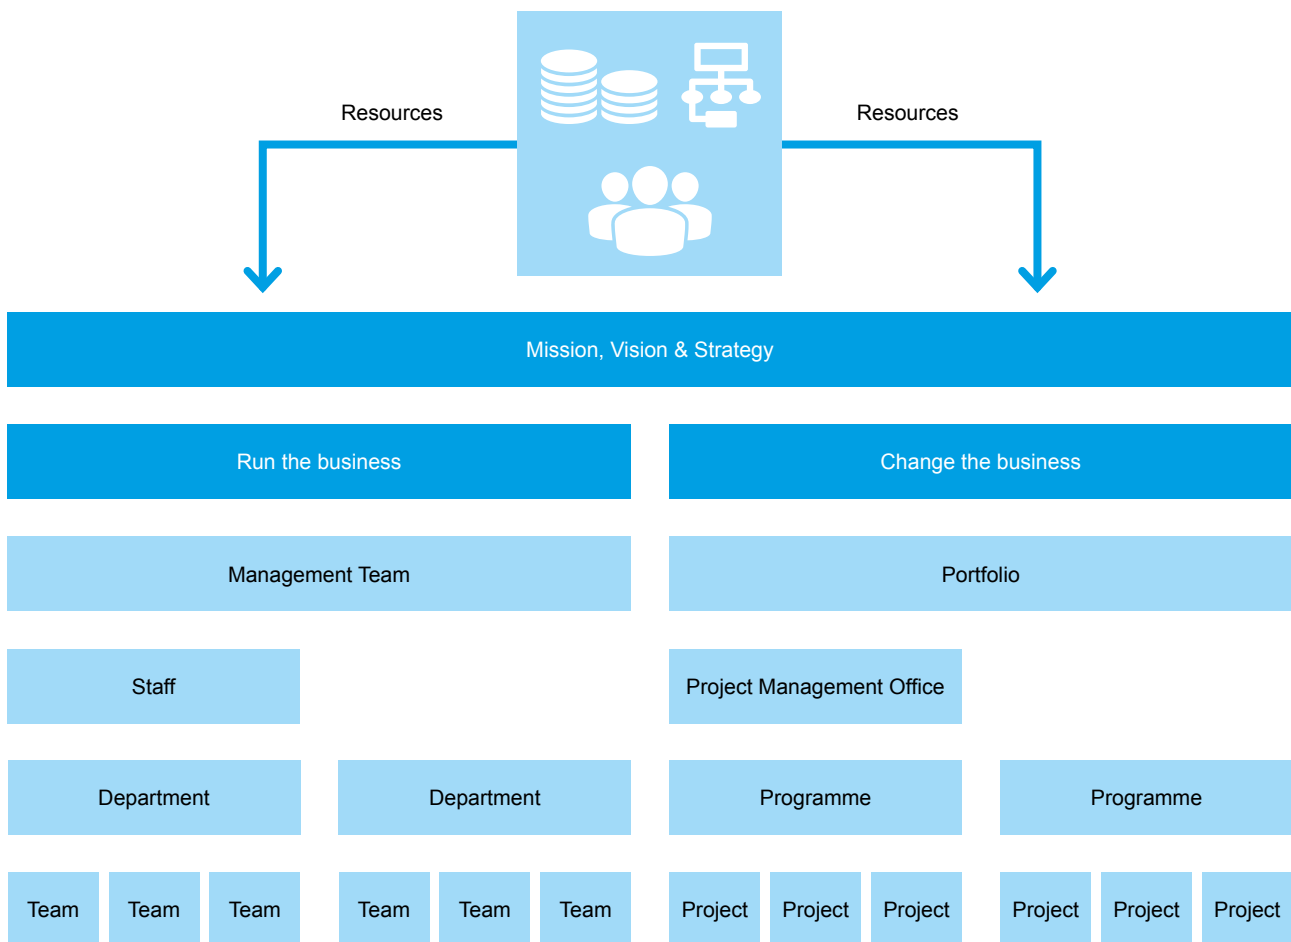 Resources
Resources
Mission, Vision & Strategy
Run the business
Change the business
Management Team
Portfolio
Staff
Project Management Office
Department
Department
Programme
Programme
Team
Team
Team
Team
Team
Team
Project
Project
Project
Project
Project
Project